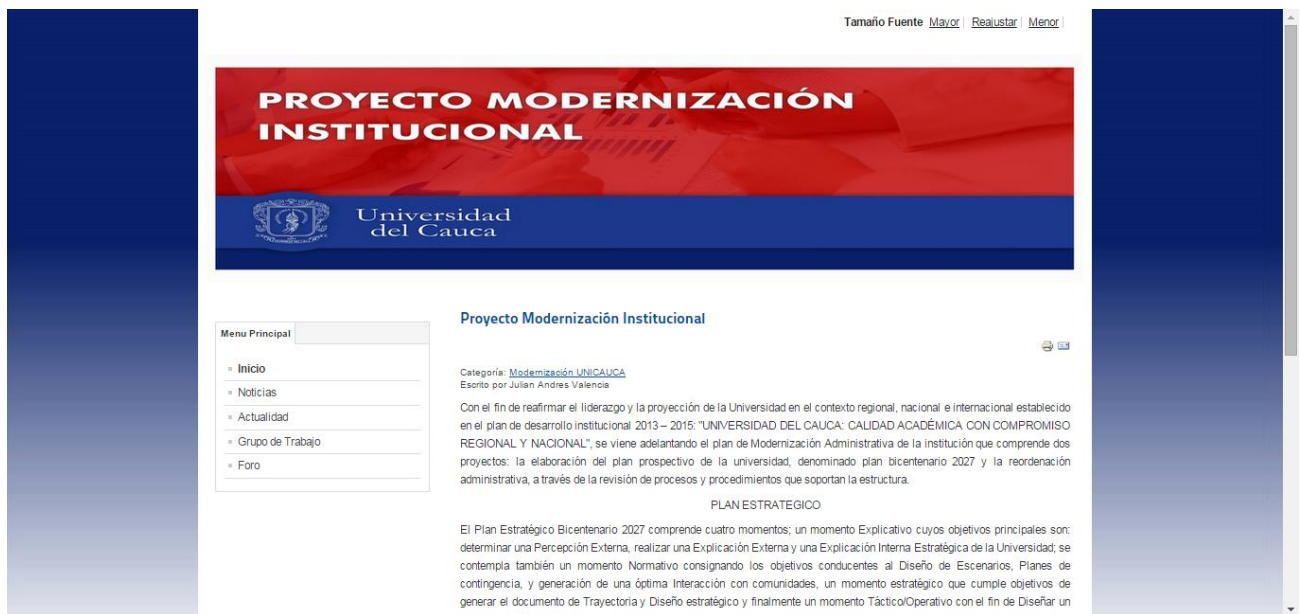 Tamaño Fuente Mayor | Reajustar | Menor |
PROYECTO MODERNIZACIÓN
INSTITUCIONAL
Universidad
del Cauca
Menu Principal
Inicio
Noticias
Actualidad
Grupo de Trabajo
Foro
Proyecto Modernización Institucional
Categoría: Modernización UNICAUCA
Escrito por Julian Andres Valencia
Con el fin de reafirmar el liderazgo y la proyección de la Universidad en el contexto regional, nacional e internacional establecido
en el plan de desarrollo institucional 2013 – 2015: "UNIVERSIDAD DEL CAUCA: CALIDAD ACADÉMICA CON COMPROMISO
REGIONAL Y NACIONAL", se viene adelantando el plan de Modernización Administrativa de la institución que comprende dos
proyectos: la elaboración del plan prospectivo de la universidad, denominado plan bicentenario 2027 y la reordenación
administrativa, a través de la revisión de procesos y procedimientos que soportan la estructura.
PLAN ESTRATEGICO
El Plan Estratégico Bicentenario 2027 comprende cuatro momentos; un momento Explicativo cuyos objetivos principales son:
determinar una Percepción Externa, realizar una Explicación Externa y una Explicación Interna Estratégica de la Universidad; se
contempla también un momento Normativo consignando los objetivos conducentes al Diseño de Escenarios, Planes de
contingencia, y generación de una óptima Interacción con comunidades, un momento estratégico que cumple objetivos de
generar el documento de Trayectoria y Diseño estratégico y finalmente un momento Táctico/Operativo con el fin de Diseñar un